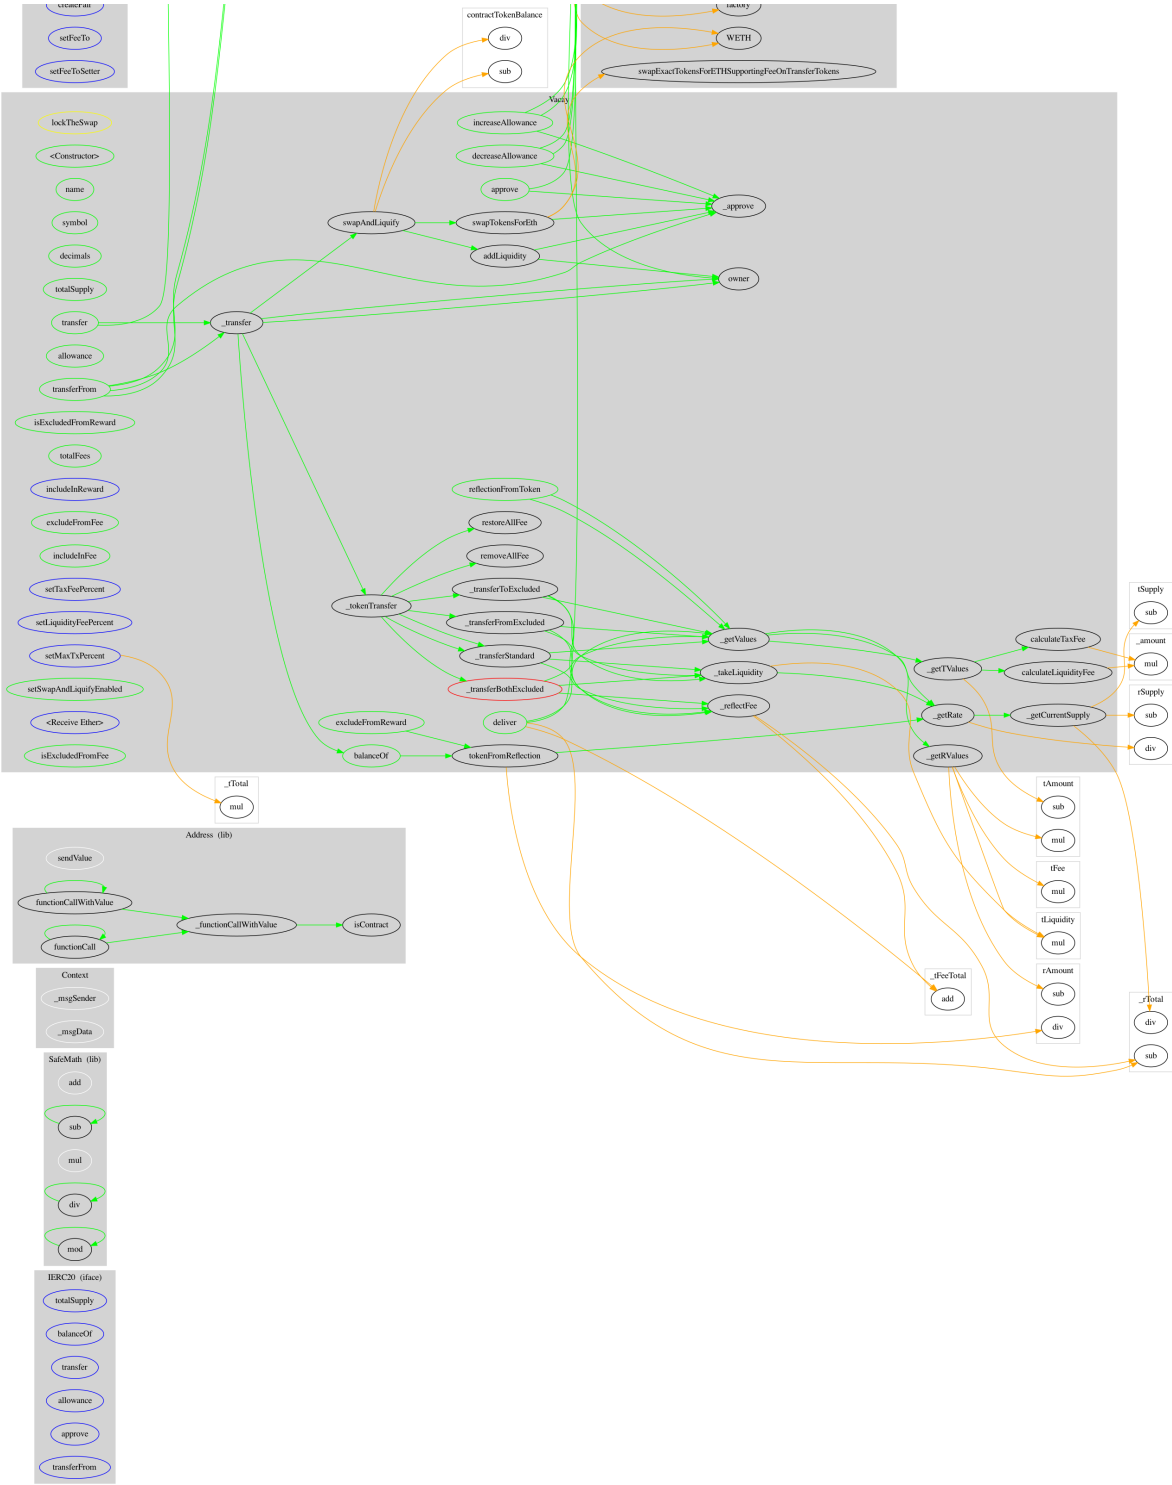 createPair
setFeeTo
setFeeToSetter
contractTokenBalance
div
sub
factory
WETH
swapExactTokensForETHSupportingFeeOnTransferTokens
Vacay
lockTheSwap
<Constructor>
name
symbol
decimals
totalSupply
transfer
allowance
transferFrom
isExcludedFromReward
totalFees
includeInReward
excludeFromFee
includeInFee
setTaxFeePercent
setLiquidityFeePercent
setMaxTxPercent
setSwapAndLiquifyEnabled
<Receive Ether>
isExcludedFromFee
_transfer
swapAndLiquify
_tokenTransfer
excludeFromReward
balanceOf
increaseAllowance
decreaseAllowance
approve
swapTokensForEth
addLiquidity
reflectionFromToken
restoreAllFee
removeAllFee
_transferToExcluded
_transferFromExcluded
_transferStandard
_transferBothExcluded
deliver
tokenFromReflection
_approve
owner
_getValues
_takeLiquidity
_reflectFee
_getTValues
_getRate
_getRValues
calculateTaxFee
calculateLiquidityFee
_getCurrentSupply
tSupply
sub
_amount
mul
rSupply
sub
div
_tTotal
mul
tAmount
sub
mul
tFee
mul
tLiquidity
mul
rAmount
sub
div
_tFeeTotal
add
_rTotal
div
sub
Address (lib)
sendValue
functionCallWithValue
functionCall
_functionCallWithValue
isContract
Context
_msgSender
_msgData
SafeMath (lib)
add
sub
mul
div
mod
IERC20 (iface)
totalSupply
balanceOf
transfer
allowance
approve
transferFrom